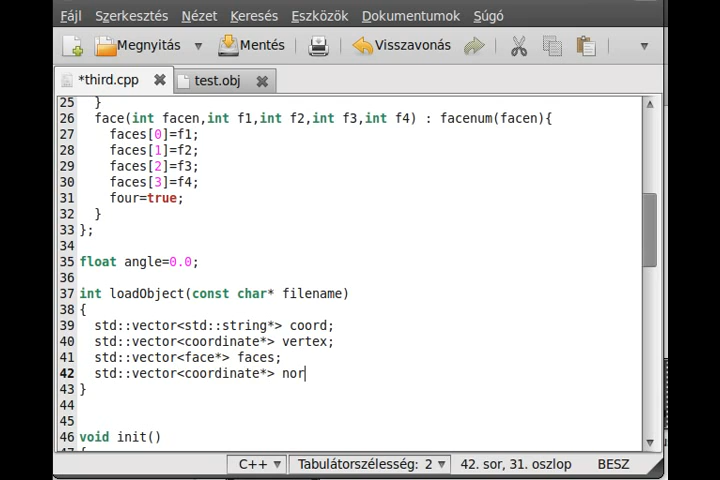 Fájl Szerkesztés Nézet Keresés Eszközök Dokumentumok Súgó
Megnyitás Mentés Visszavonás
*third.cpp test.obj
25 }
26 face(int facen,int f1,int f2,int f3,int f4) : facenum(facen){
27 faces[0]=f1;
28 faces[1]=f2;
29 faces[2]=f3;
30 faces[3]=f4;
31 four=true;
32 }
33 };
34
35 float angle=0.0;
36
37 int loadObject(const char* filename)
38 {
39 std::vector<std::string*> coord;
40 std::vector<coordinate*> vertex;
41 std::vector<face*> faces;
42 std::vector<coordinate*> nor
43 }
44
45
46 void init()
47 {
C++ Tabulátorszélesség: 2 42. sor, 31. oszlop BESZ